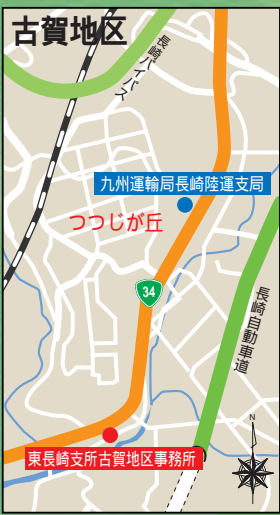 古賀地区
長崎バイパス
九州運輸局長崎陸運支局
つつじが丘
34
長崎自動車道
N
東長崎支所古賀地区事務所